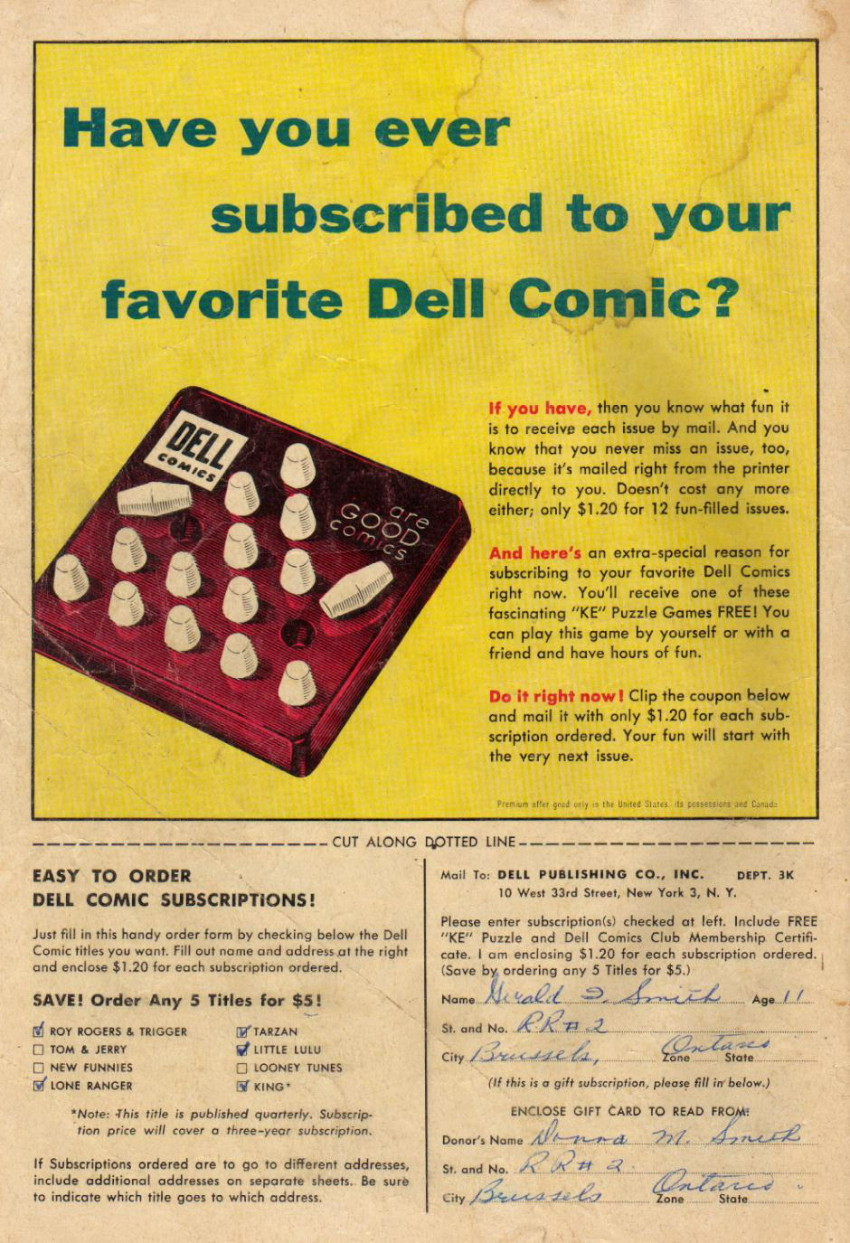 Have you ever
subscribed to your
favorite Dell Comic?
DELL
COMICS
are
GOOD
comics
If you have, then you know what fun it
is to receive each issue by mail. And you
know that you never miss an issue, too,
because it's mailed right from the printer
directly to you. Doesn't cost any more
either; only $1.20 for 12 fun-filled issues.
And here's an extra-special reason for
subscribing to your favorite Dell Comics
right now. You'll receive one of these
fascinating "KE" Puzzle Games FREE! You
can play this game by yourself or with a
friend and have hours of fun.
Do it right now! Clip the coupon below
and mail it with only $1.20 for each sub-
scription ordered. Your fun will start with
the very next issue.
Premium offer good only in the United States, its possessions and Canada
CUT ALONG DOTTED LINE
EASY TO ORDER
DELL COMIC SUBSCRIPTIONS!
Just fill in this handy order form by checking below the Dell
Comic titles you want. Fill out name and address at the right
and enclose $1.20 for each subscription ordered.
SAVE! Order Any 5 Titles for $5!
ROY ROGERS & TRIGGER
TOM & JERRY
NEW FUNNIES
LONE RANGER
TARZAN
LITTLE LULU
LOONEY TUNES
KING*
*Note: This title is published quarterly. Subscrip-
tion price will cover a three-year subscription.
If Subscriptions ordered are to go to different addresses,
include additional addresses on separate sheets. Be sure
to indicate which title goes to which address.
Mail To: DELL PUBLISHING CO., INC. DEPT. 3K
10 West 33rd Street, New York 3, N. Y.
Please enter subscription(s) checked at left. Include FREE
"KE" Puzzle and Dell Comics Club Membership Certifi-
cate. I am enclosing $1.20 for each subscription ordered.
(Save by ordering any 5 Titles for $5.)
Name Gerald Smith Age 11
St. and No. R.R.# 2
City Brussels, Zone Ontario State
(If this is a gift subscription, please fill in below.)
ENCLOSE GIFT CARD TO READ FROM:
Donor's Name Donna M. Smith
St. and No. R R # 2.
City Brussels Zone Ontario State